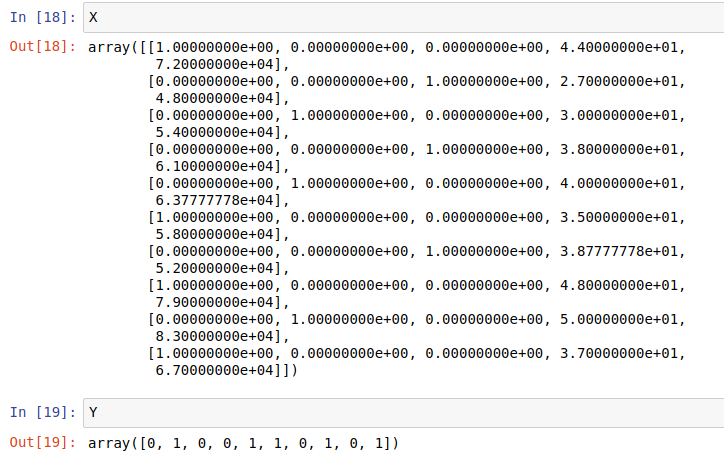 In [18]: X
Out[18]: array([[1.00000000e+00, 0.00000000e+00, 0.00000000e+00, 4.40000000e+01,
7.20000000e+04],
[0.00000000e+00, 0.00000000e+00, 1.00000000e+00, 2.70000000e+01,
4.80000000e+04],
[0.00000000e+00, 1.00000000e+00, 0.00000000e+00, 3.00000000e+01,
5.40000000e+04],
[0.00000000e+00, 0.00000000e+00, 1.00000000e+00, 3.80000000e+01,
6.10000000e+04],
[0.00000000e+00, 1.00000000e+00, 0.00000000e+00, 4.00000000e+01,
6.37777778e+04],
[1.00000000e+00, 0.00000000e+00, 0.00000000e+00, 3.50000000e+01,
5.80000000e+04],
[0.00000000e+00, 0.00000000e+00, 1.00000000e+00, 3.87777778e+01,
5.20000000e+04],
[1.00000000e+00, 0.00000000e+00, 0.00000000e+00, 4.80000000e+01,
7.90000000e+04],
[0.00000000e+00, 1.00000000e+00, 0.00000000e+00, 5.00000000e+01,
8.30000000e+04],
[1.00000000e+00, 0.00000000e+00, 0.00000000e+00, 3.70000000e+01,
6.70000000e+04]])
In [19]: Y
Out[19]: array([0, 1, 0, 0, 1, 1, 0, 1, 0, 1])